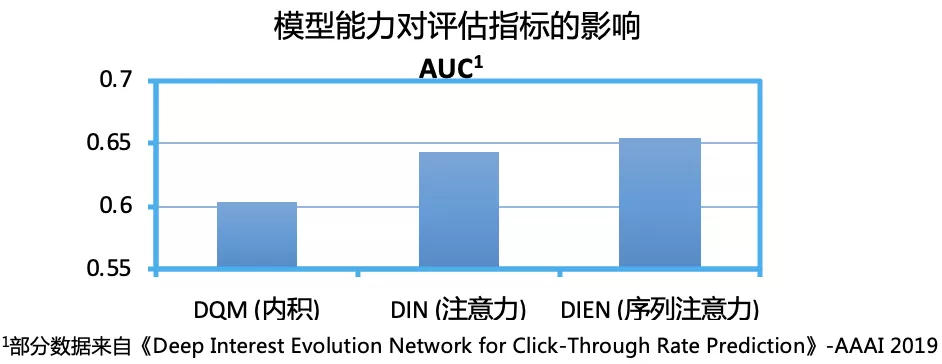 模型能力对评估指标的影响
AUC¹
0.7
0.65
0.6
0.55
DQM (内积) DIN (注意力) DIEN (序列注意力)
¹部分数据来自《Deep Interest Evolution Network for Click-Through Rate Prediction》-AAAI 2019